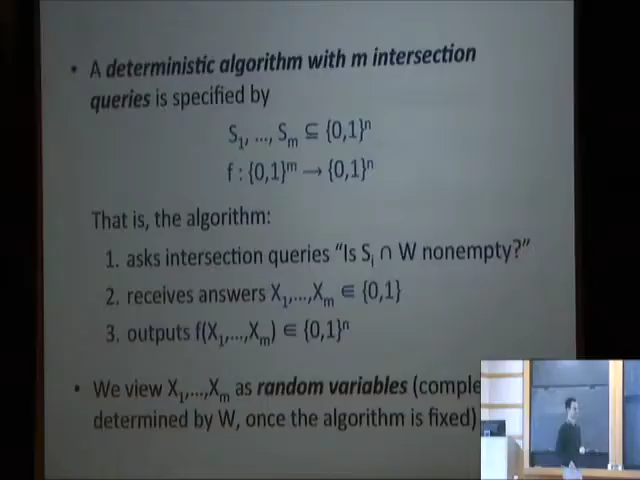 • A deterministic algorithm with m intersection
queries is specified by
S₁, ..., Sₘ ⊆ {0,1}ⁿ
f : {0,1}ᵐ → {0,1}ⁿ
That is, the algorithm:
1. asks intersection queries “Is Sᵢ ∩ W nonempty?”
2. receives answers X₁,...,Xₘ ∈ {0,1}
3. outputs f(X₁,...,Xₘ) ∈ {0,1}ⁿ
• We view X₁,...,Xₘ as random variables (comple
determined by W, once the algorithm is fixed)